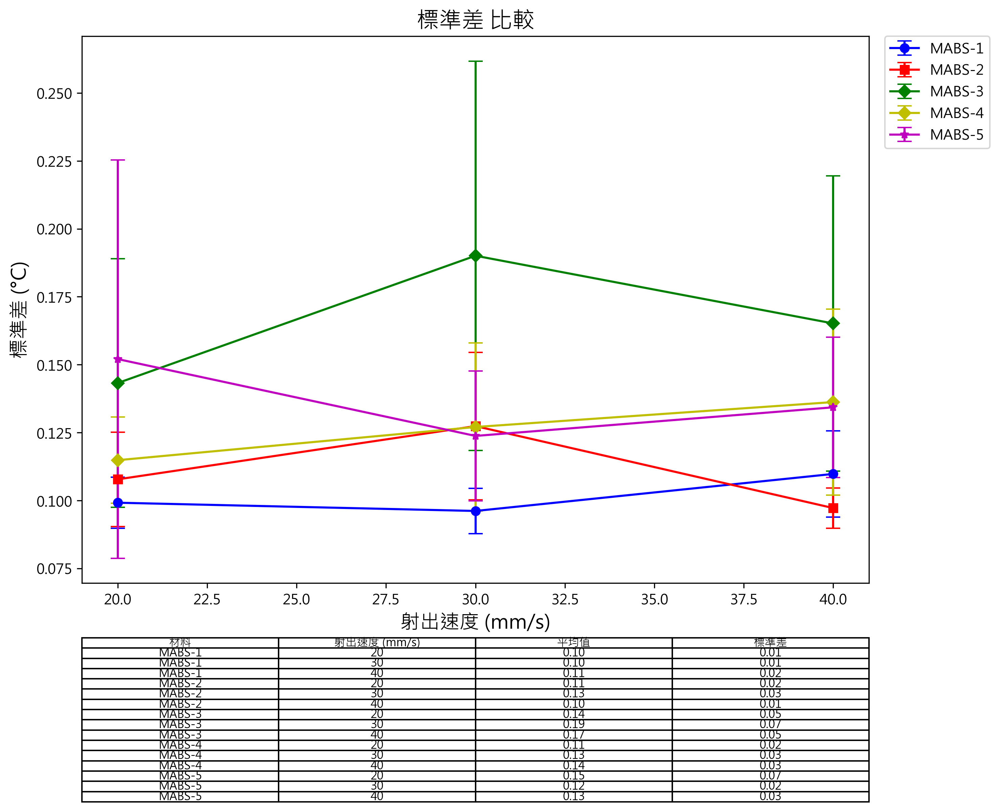 標準差 比較
MABS-1
MABS-2
MABS-3
MABS-4
MABS-5
標準差 (°C)
0.250
0.225
0.200
0.175
0.150
0.125
0.100
0.075
20.0 22.5 25.0 27.5 30.0 32.5 35.0 37.5 40.0
射出速度 (mm/s)
材料 射出速度 (mm/s) 平均值 標準差
MABS-1 20 0.10 0.01
MABS-1 30 0.10 0.01
MABS-1 40 0.11 0.02
MABS-2 20 0.11 0.02
MABS-2 30 0.13 0.03
MABS-2 40 0.10 0.01
MABS-3 20 0.14 0.05
MABS-3 30 0.19 0.07
MABS-3 40 0.17 0.05
MABS-4 20 0.11 0.02
MABS-4 30 0.13 0.03
MABS-4 40 0.14 0.03
MABS-5 20 0.15 0.07
MABS-5 30 0.12 0.02
MABS-5 40 0.13 0.03